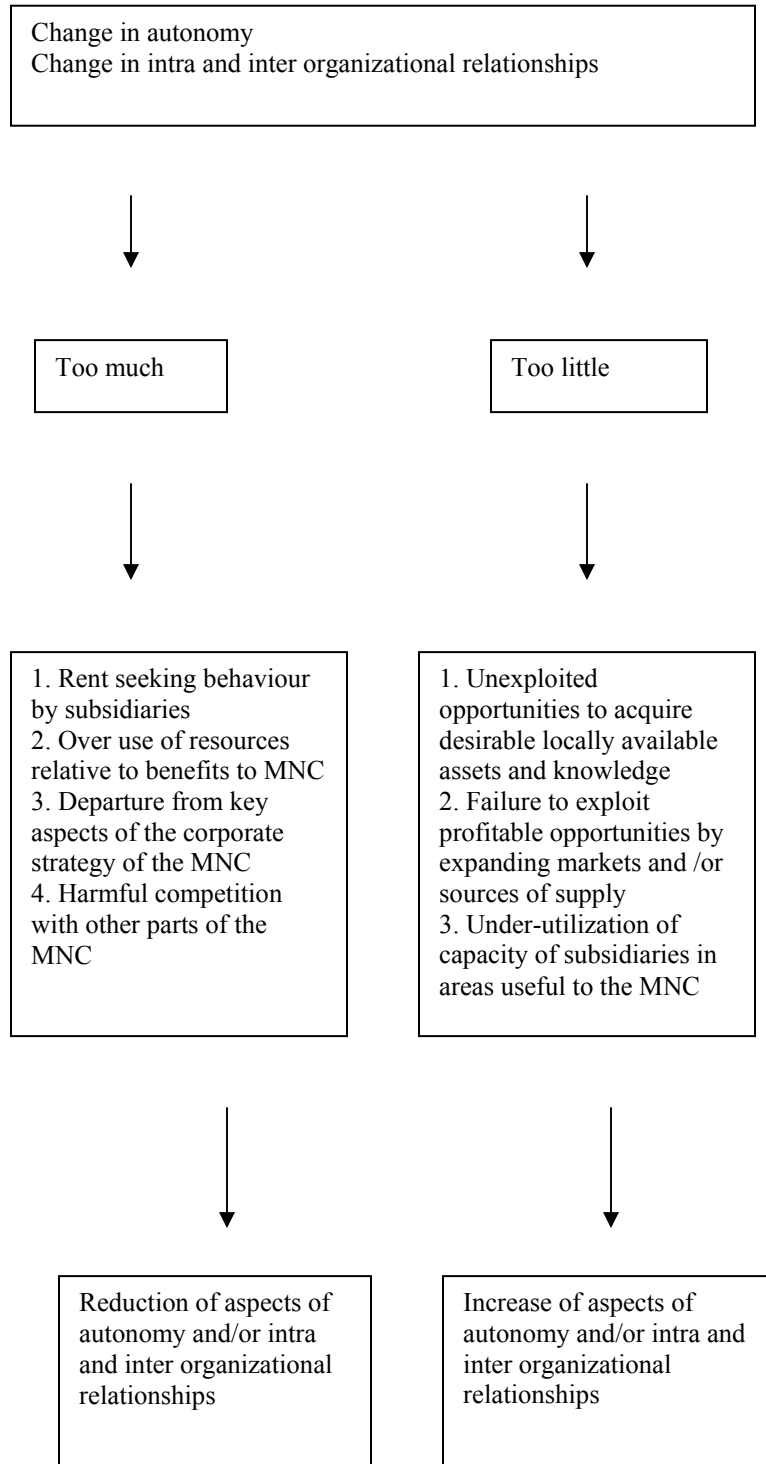 Change in autonomy
Change in intra and inter organizational relationships
Too much
Too little
1. Rent seeking behaviour
by subsidiaries
2. Over use of resources
relative to benefits to MNC
3. Departure from key
aspects of the corporate
strategy of the MNC
4. Harmful competition
with other parts of the
MNC
1. Unexploited
opportunities to acquire
desirable locally available
assets and knowledge
2. Failure to exploit
profitable opportunities by
expanding markets and /or
sources of supply
3. Under-utilization of
capacity of subsidiaries in
areas useful to the MNC
Reduction of aspects of
autonomy and/or intra
and inter organizational
relationships
Increase of aspects of
autonomy and/or intra and
inter organizational
relationships